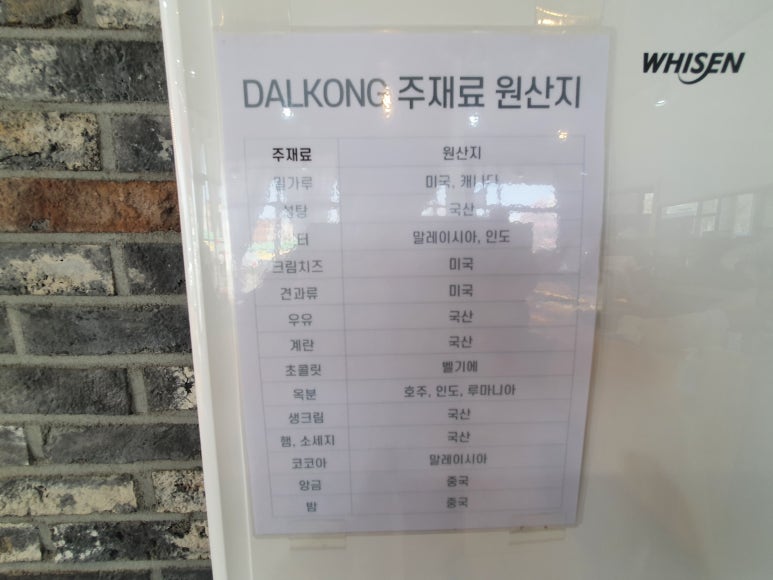 WHISEN
DALKONG 주재료 원산지
주재료 원산지
밀가루 미국, 캐나다
설탕 국산
터 말레이시아, 인도
크림치즈 미국
견과류 미국
우유 국산
계란 국산
초콜릿 벨기에
옥분 호주, 인도, 루마니아
생크림 국산
햄, 소세지 국산
코코아 말레이시아
앙금 중국
밤 중국